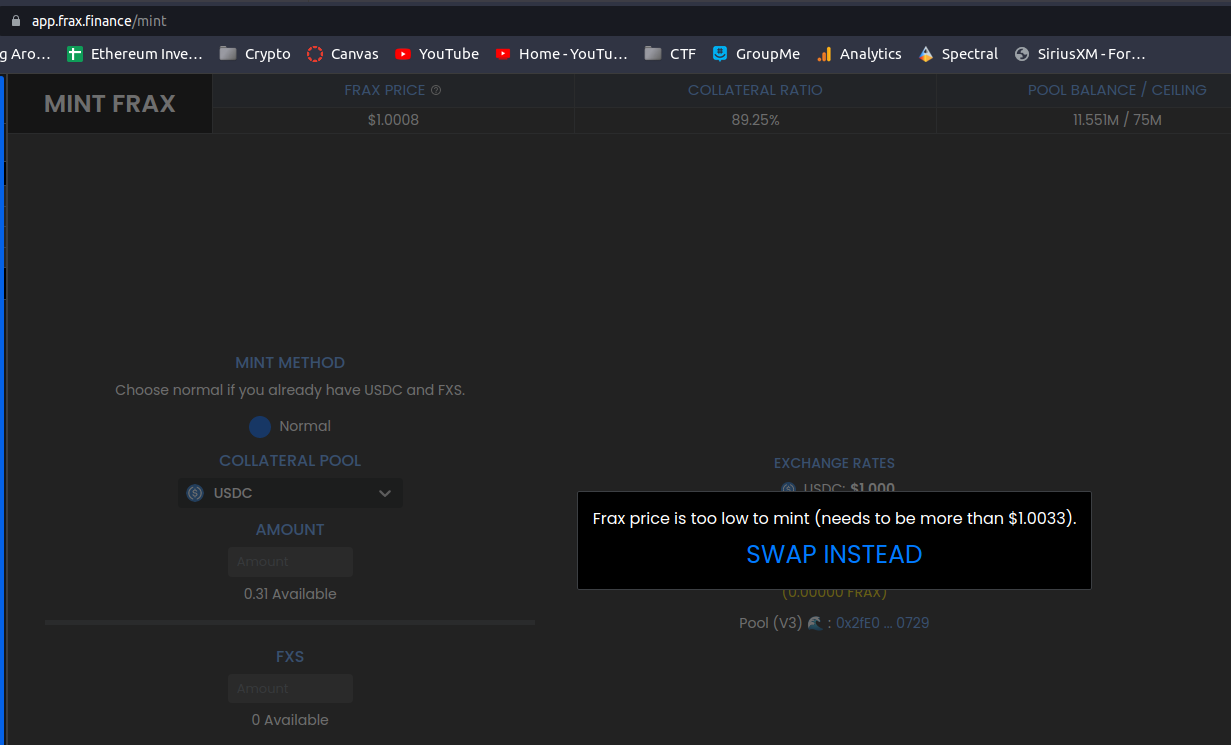 app.frax.finance/mint
g Aro… Ethereum Inve… Crypto Canvas YouTube Home - YouTu… CTF GroupMe Analytics Spectral SiriusXM - For…
MINT FRAX
FRAX PRICE
$1.0008
COLLATERAL RATIO
89.25%
POOL BALANCE / CEILING
11.551M / 75M
MINT METHOD
Choose normal if you already have USDC and FXS.
Normal
COLLATERAL POOL
USDC
AMOUNT
Amount
0.31 Available
FXS
Amount
0 Available
EXCHANGE RATES
USDC: $1.000
Frax price is too low to mint (needs to be more than $1.0033).
SWAP INSTEAD
(0.00000 FRAX)
Pool (V3) 🌊 : 0x2fE0 ... 0729